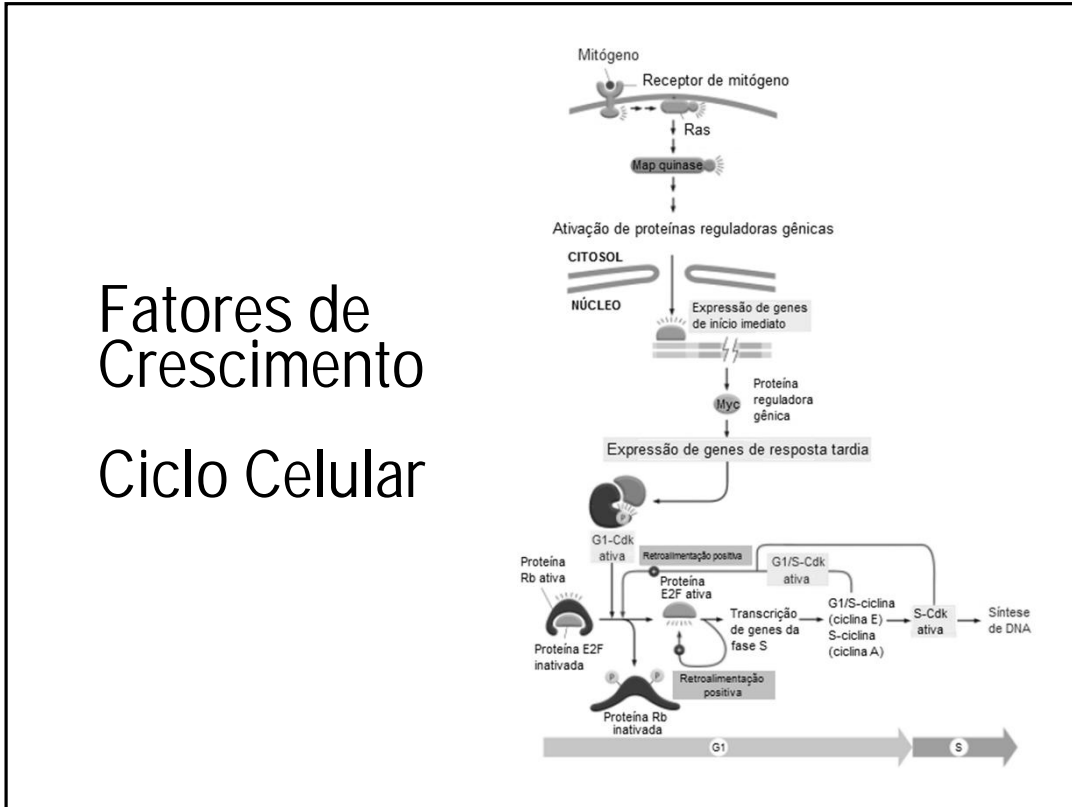 Fatores de
Crescimento
Ciclo Celular
Mitógeno
Receptor de mitógeno
Ras
Map quinase
Ativação de proteínas reguladoras gênicas
CITOSOL
NÚCLEO
Expressão de genes
de início imediato
Myc
Proteína
reguladora
gênica
Expressão de genes de resposta tardia
P
G1-Cdk
ativa
Proteína
Rb ativa
Proteína E2F
inativada
Retroalimentação positiva
+
Proteína
E2F ativa
+
Retroalimentação
positiva
P
P
Proteína Rb
inativada
Transcrição
de genes da
fase S
G1/S-Cdk
ativa
G1/S-ciclina
(ciclina E)
S-ciclina
(ciclina A)
S-Cdk
ativa
Síntese
de DNA
G1
S